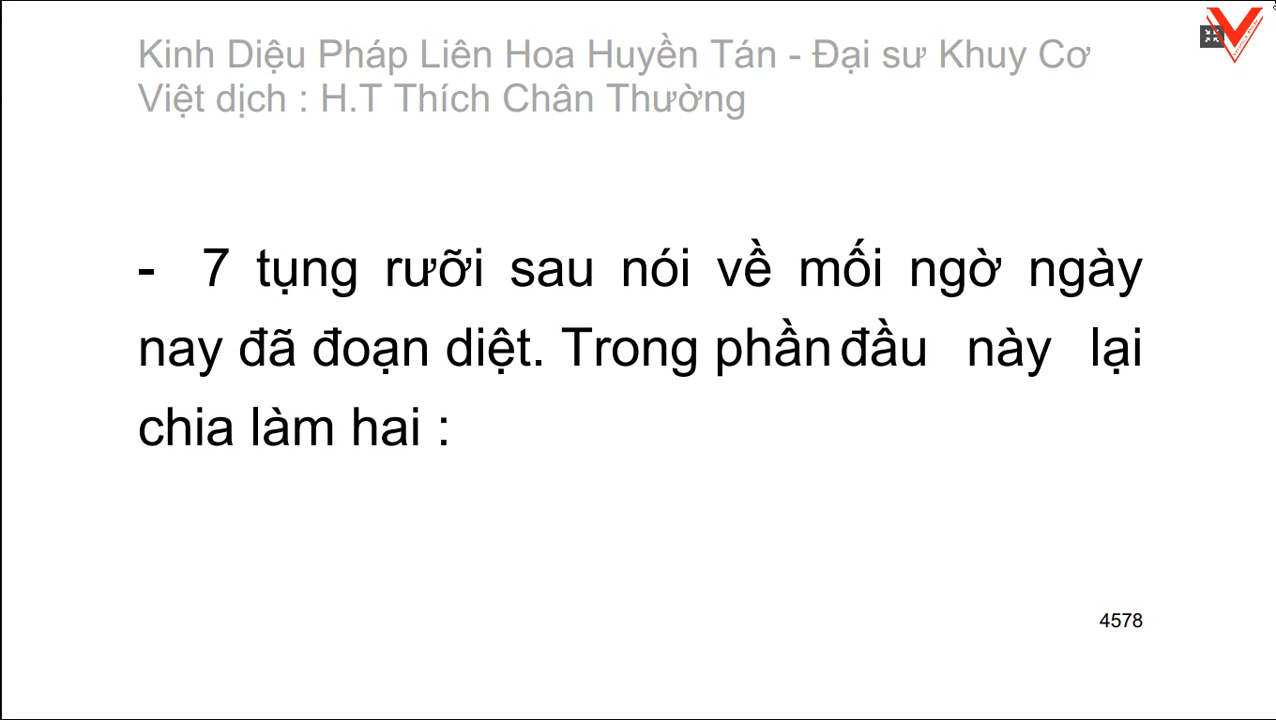 Kinh Diệu Pháp Liên Hoa Huyền Tán - Đại sư Khuy Cơ
Việt dịch : H.T Thích Chân Thường
- 7 tụng rưỡi sau nói về mối ngờ ngày
nay đã đoạn diệt. Trong phần đầu này lại
chia làm hai :
4578